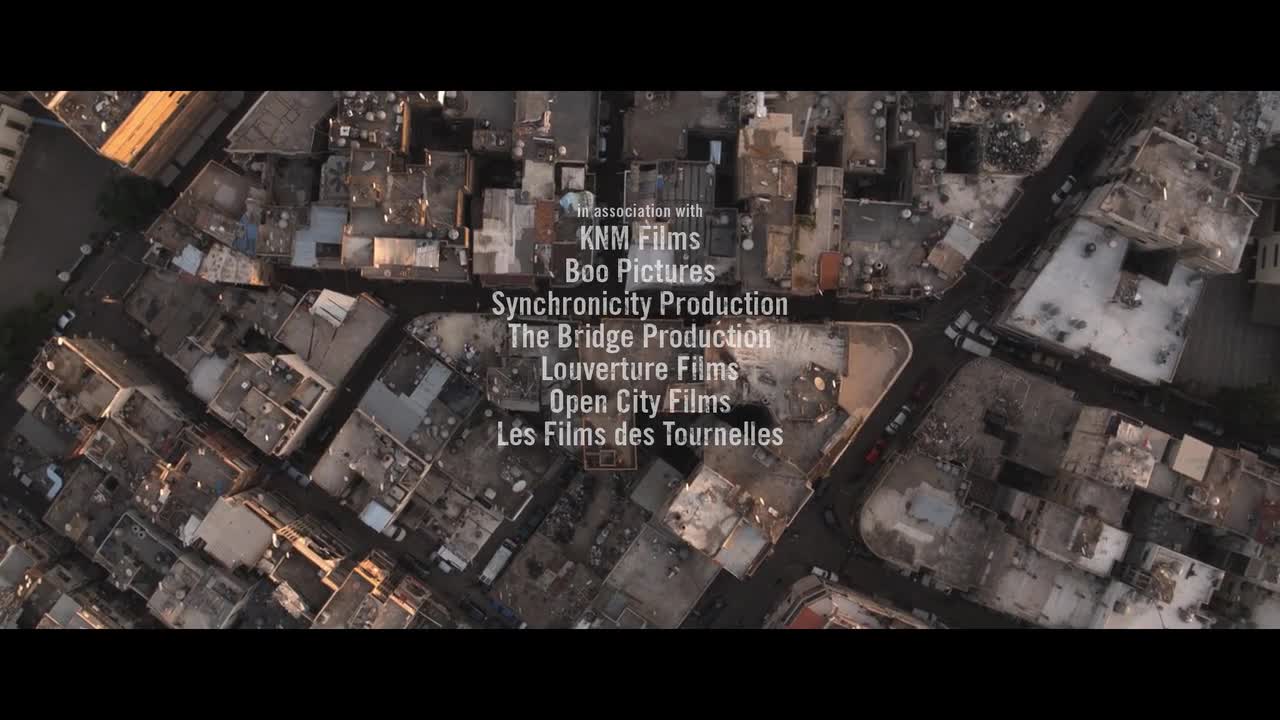 in association with
KNM Films
Boo Pictures
Synchronicity Production
The Bridge Production
Louverture Films
Open City Films
Les Films des Tournelles